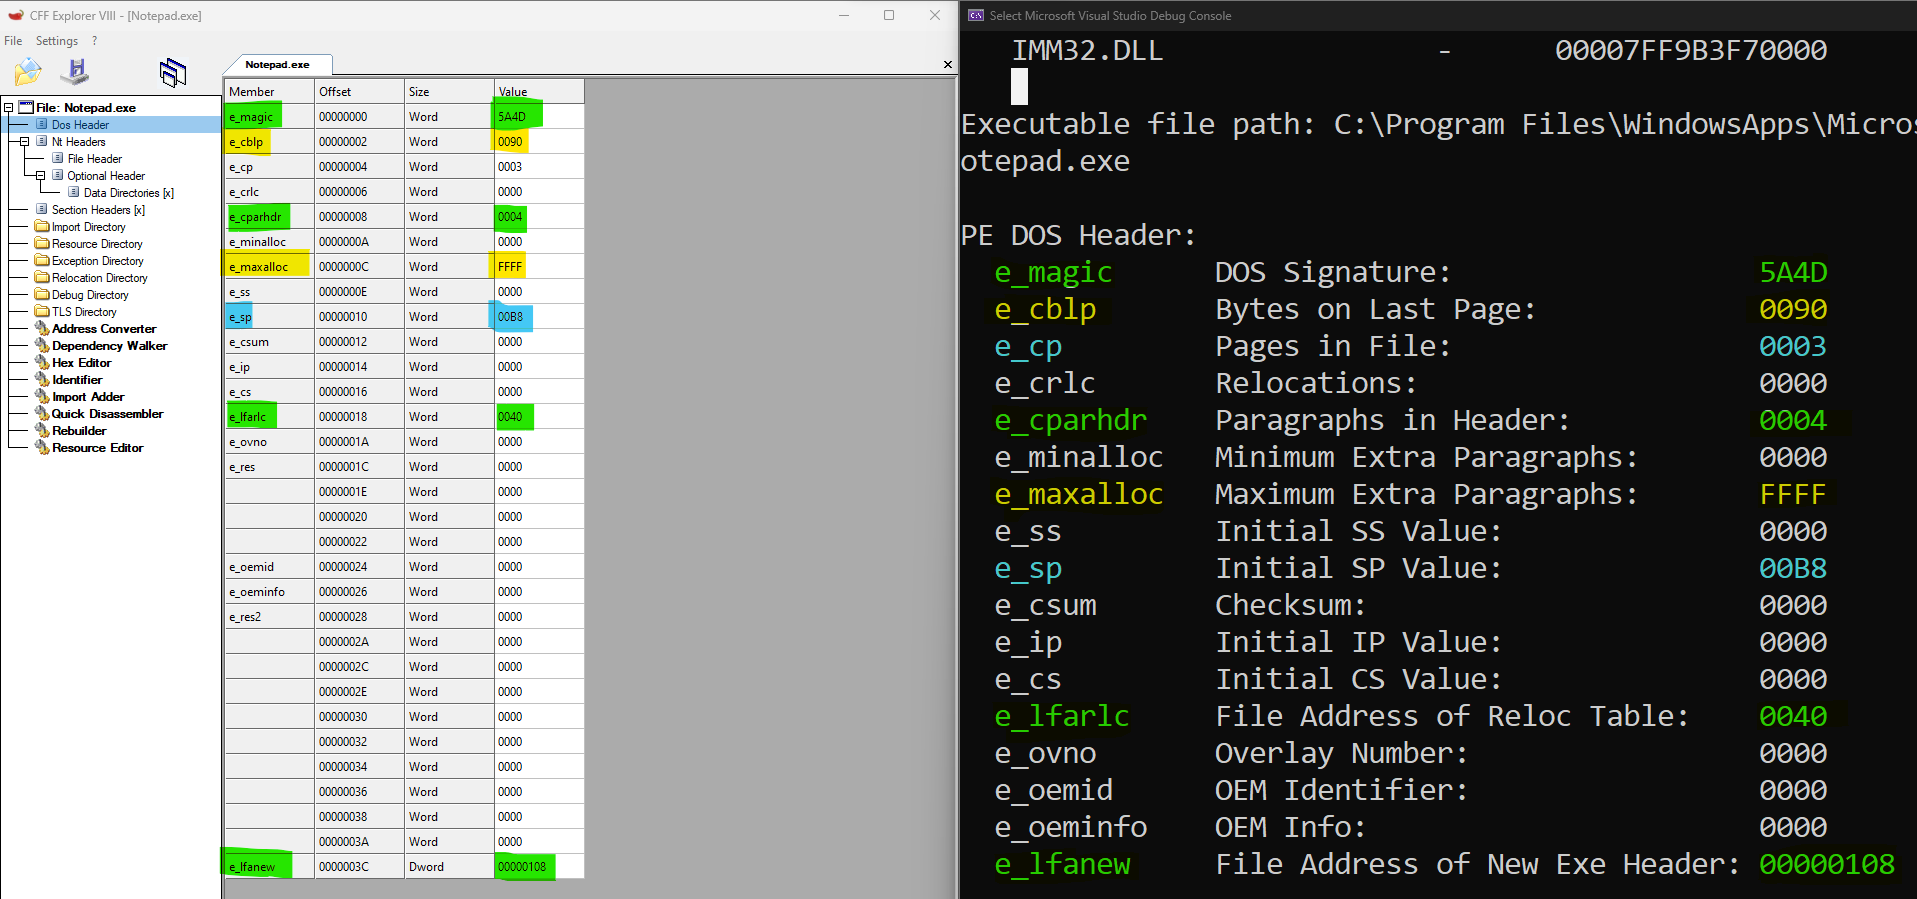 CFF Explorer VIII - [Notepad.exe]
File Settings ?
Notepad.exe
File: Notepad.exe
Dos Header
Nt Headers
File Header
Optional Header
Data Directories [x]
Section Headers [x]
Import Directory
Resource Directory
Exception Directory
Relocation Directory
Debug Directory
TLS Directory
Address Converter
Dependency Walker
Hex Editor
Identifier
Import Adder
Quick Disassembler
Rebuilder
Resource Editor
Member Offset Size Value
e_magic 00000000 Word 5A4D
e_cblp 00000002 Word 0090
e_cp 00000004 Word 0003
e_crlc 00000006 Word 0000
e_cparhdr 00000008 Word 0004
e_minalloc 0000000A Word 0000
e_maxalloc 0000000C Word FFFF
e_ss 0000000E Word 0000
e_sp 00000010 Word 00B8
e_csum 00000012 Word 0000
e_ip 00000014 Word 0000
e_cs 00000016 Word 0000
e_lfarlc 00000018 Word 0040
e_ovno 0000001A Word 0000
e_res 0000001C Word 0000
0000001E Word 0000
00000020 Word 0000
00000022 Word 0000
e_oemid 00000024 Word 0000
e_oeminfo 00000026 Word 0000
e_res2 00000028 Word 0000
0000002A Word 0000
0000002C Word 0000
0000002E Word 0000
00000030 Word 0000
00000032 Word 0000
00000034 Word 0000
00000036 Word 0000
00000038 Word 0000
0000003A Word 0000
e_lfanew 0000003C Dword 00000108
Select Microsoft Visual Studio Debug Console
IMM32.DLL - 00007FF9B3F70000
Executable file path: C:\Program Files\WindowsApps\Micros
otepad.exe
PE DOS Header:
e_magic DOS Signature: 5A4D
e_cblp Bytes on Last Page: 0090
e_cp Pages in File: 0003
e_crlc Relocations: 0000
e_cparhdr Paragraphs in Header: 0004
e_minalloc Minimum Extra Paragraphs: 0000
e_maxalloc Maximum Extra Paragraphs: FFFF
e_ss Initial SS Value: 0000
e_sp Initial SP Value: 00B8
e_csum Checksum: 0000
e_ip Initial IP Value: 0000
e_cs Initial CS Value: 0000
e_lfarlc File Address of Reloc Table: 0040
e_ovno Overlay Number: 0000
e_oemid OEM Identifier: 0000
e_oeminfo OEM Info: 0000
e_lfanew File Address of New Exe Header: 00000108